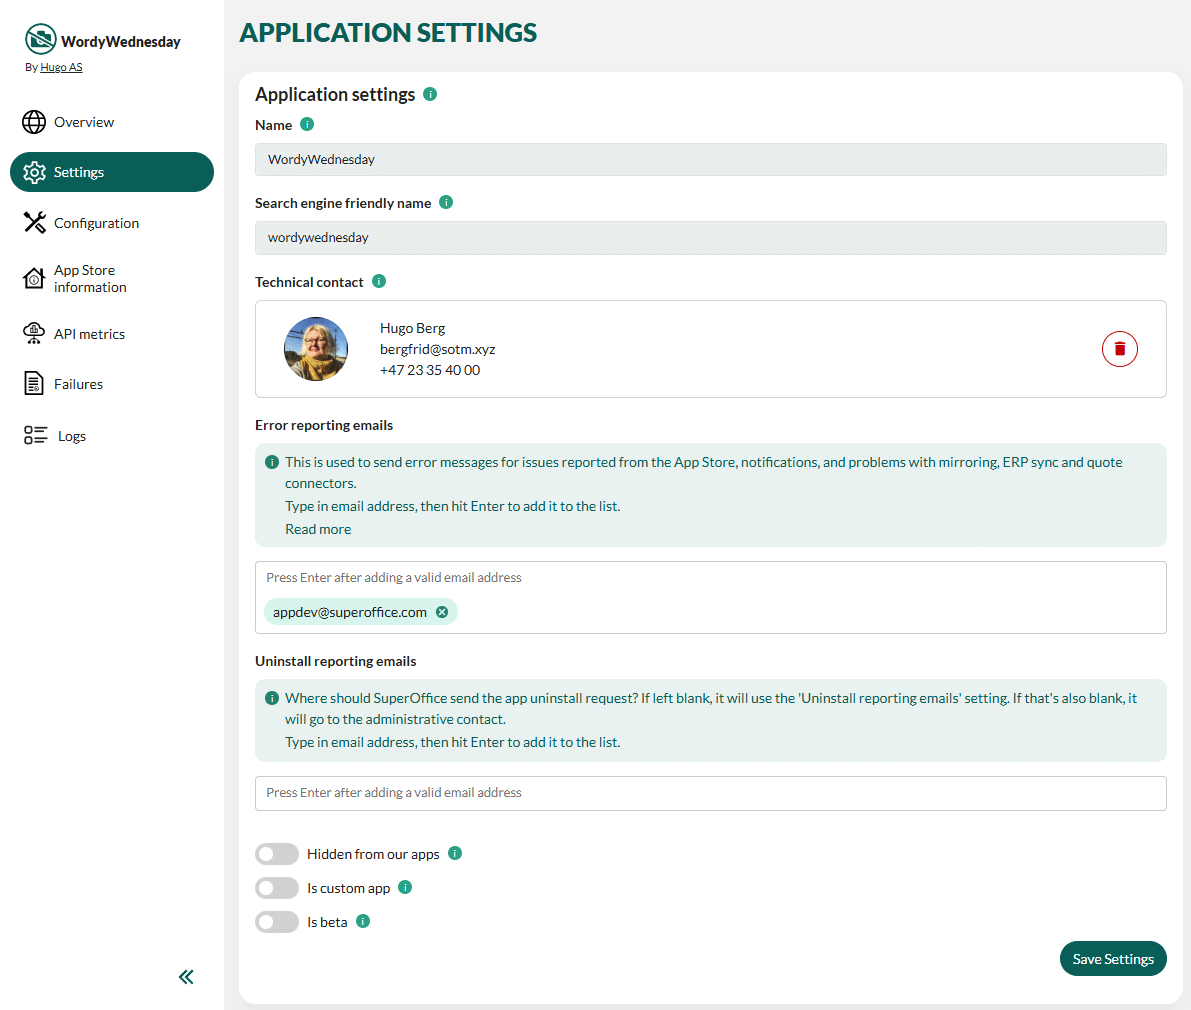 WordyWednesday
By Hugo AS
Overview
Settings
Configuration
App Store
information
API metrics
Failures
Logs
APPLICATION SETTINGS
Application settings
Name
WordyWednesday
Search engine friendly name
wordywednesday
Technical contact
Hugo Berg
bergfrid@sotm.xyz
+47 23 35 40 00
Error reporting emails
This is used to send error messages for issues reported from the App Store, notifications, and problems with mirroring, ERP sync and quote
connectors.
Type in email address, then hit Enter to add it to the list.
Read more
Press Enter after adding a valid email address
appdev@superoffice.com
Uninstall reporting emails
Where should SuperOffice send the app uninstall request? If left blank, it will use the 'Uninstall reporting emails' setting. If that's also blank, it
will go to the administrative contact.
Type in email address, then hit Enter to add it to the list.
Press Enter after adding a valid email address
Hidden from our apps
Is custom app
Is beta
Save Settings